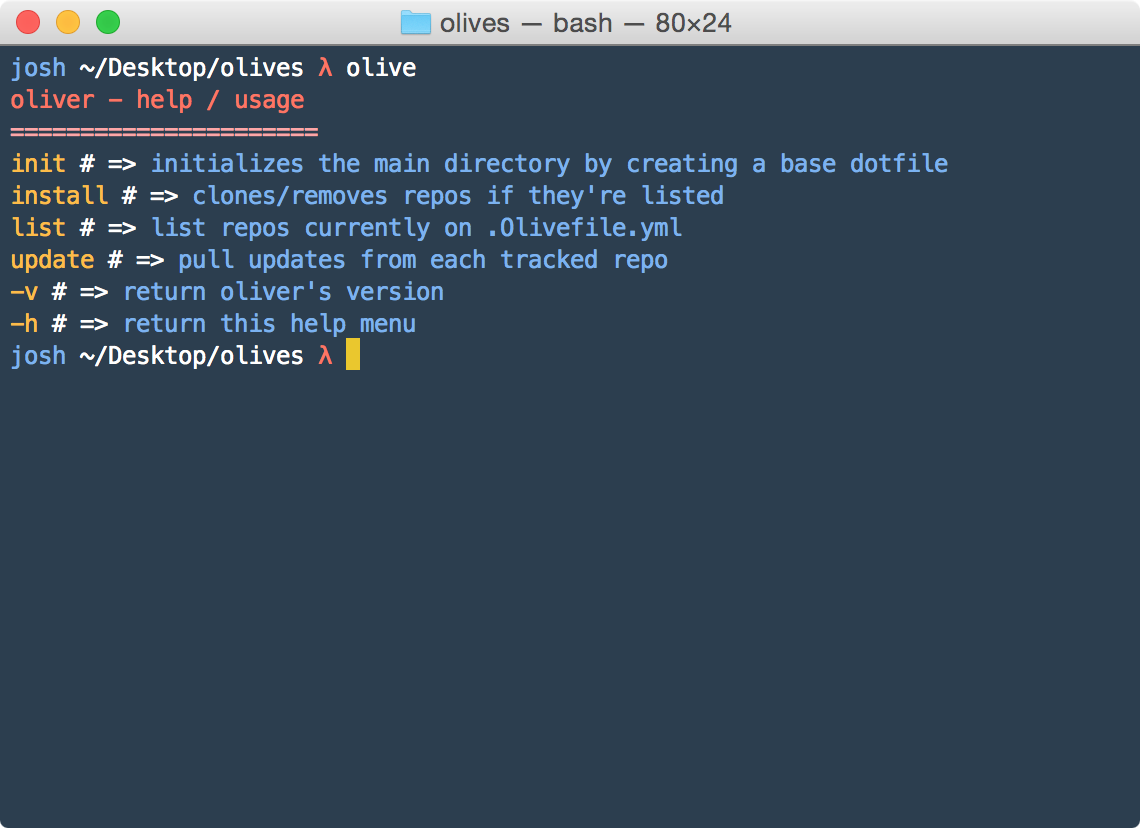 olives — bash — 80×24
josh ~/Desktop/olives λ olive
oliver - help / usage
======================
init # => initializes the main directory by creating a base dotfile
install # => clones/removes repos if they're listed
list # => list repos currently on .Olivefile.yml
update # => pull updates from each tracked repo
-v # => return oliver's version
-h # => return this help menu
josh ~/Desktop/olives λ